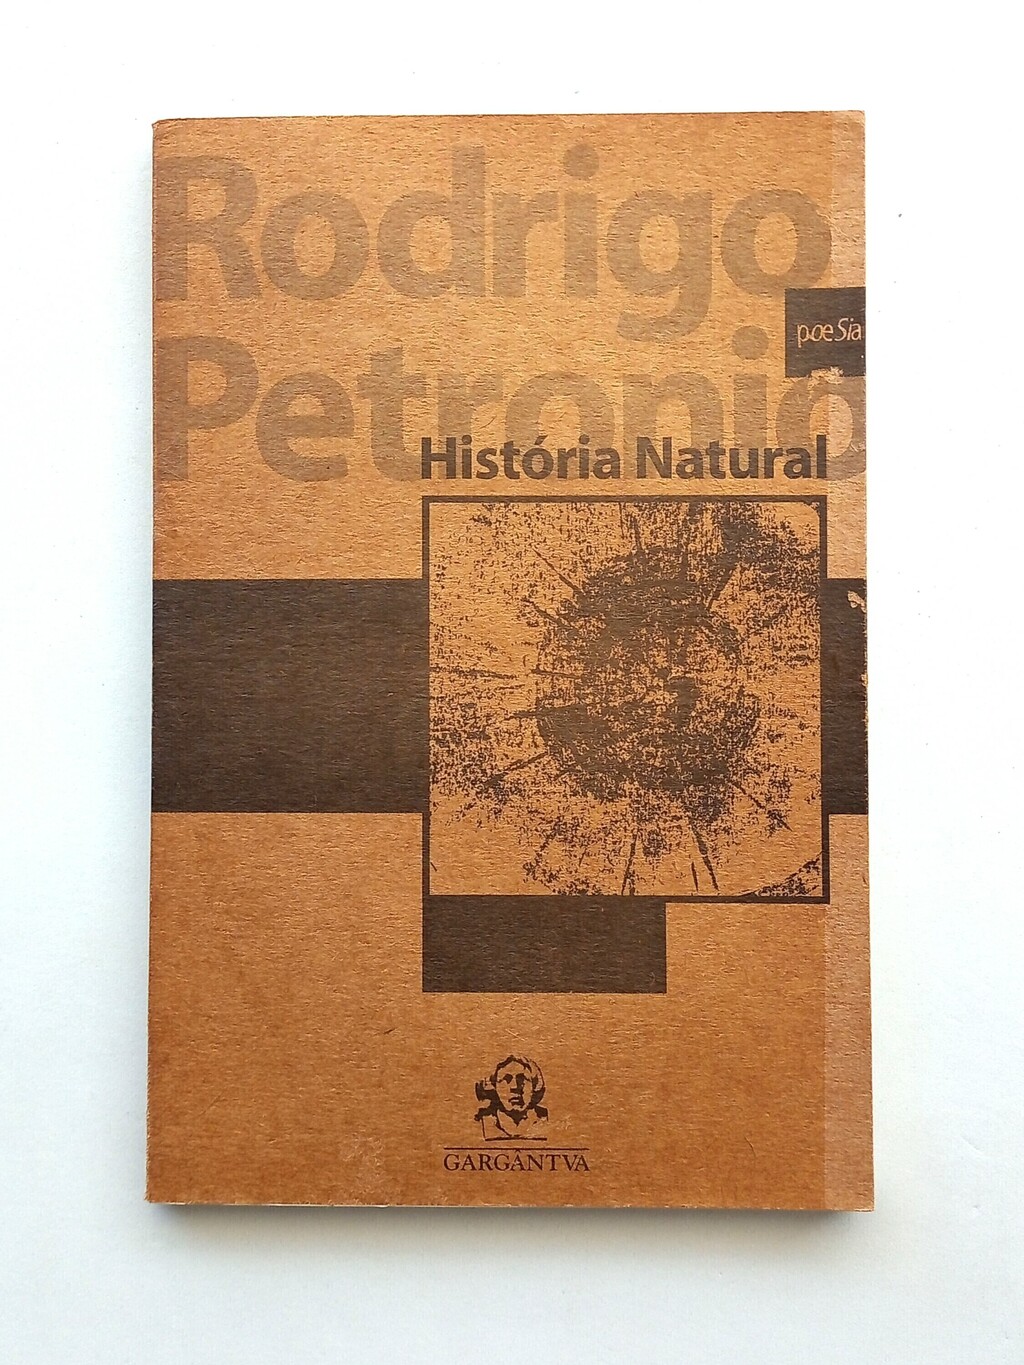 Rodrigo
poeSia
Petronio
História Natural
GARGÂNTVA